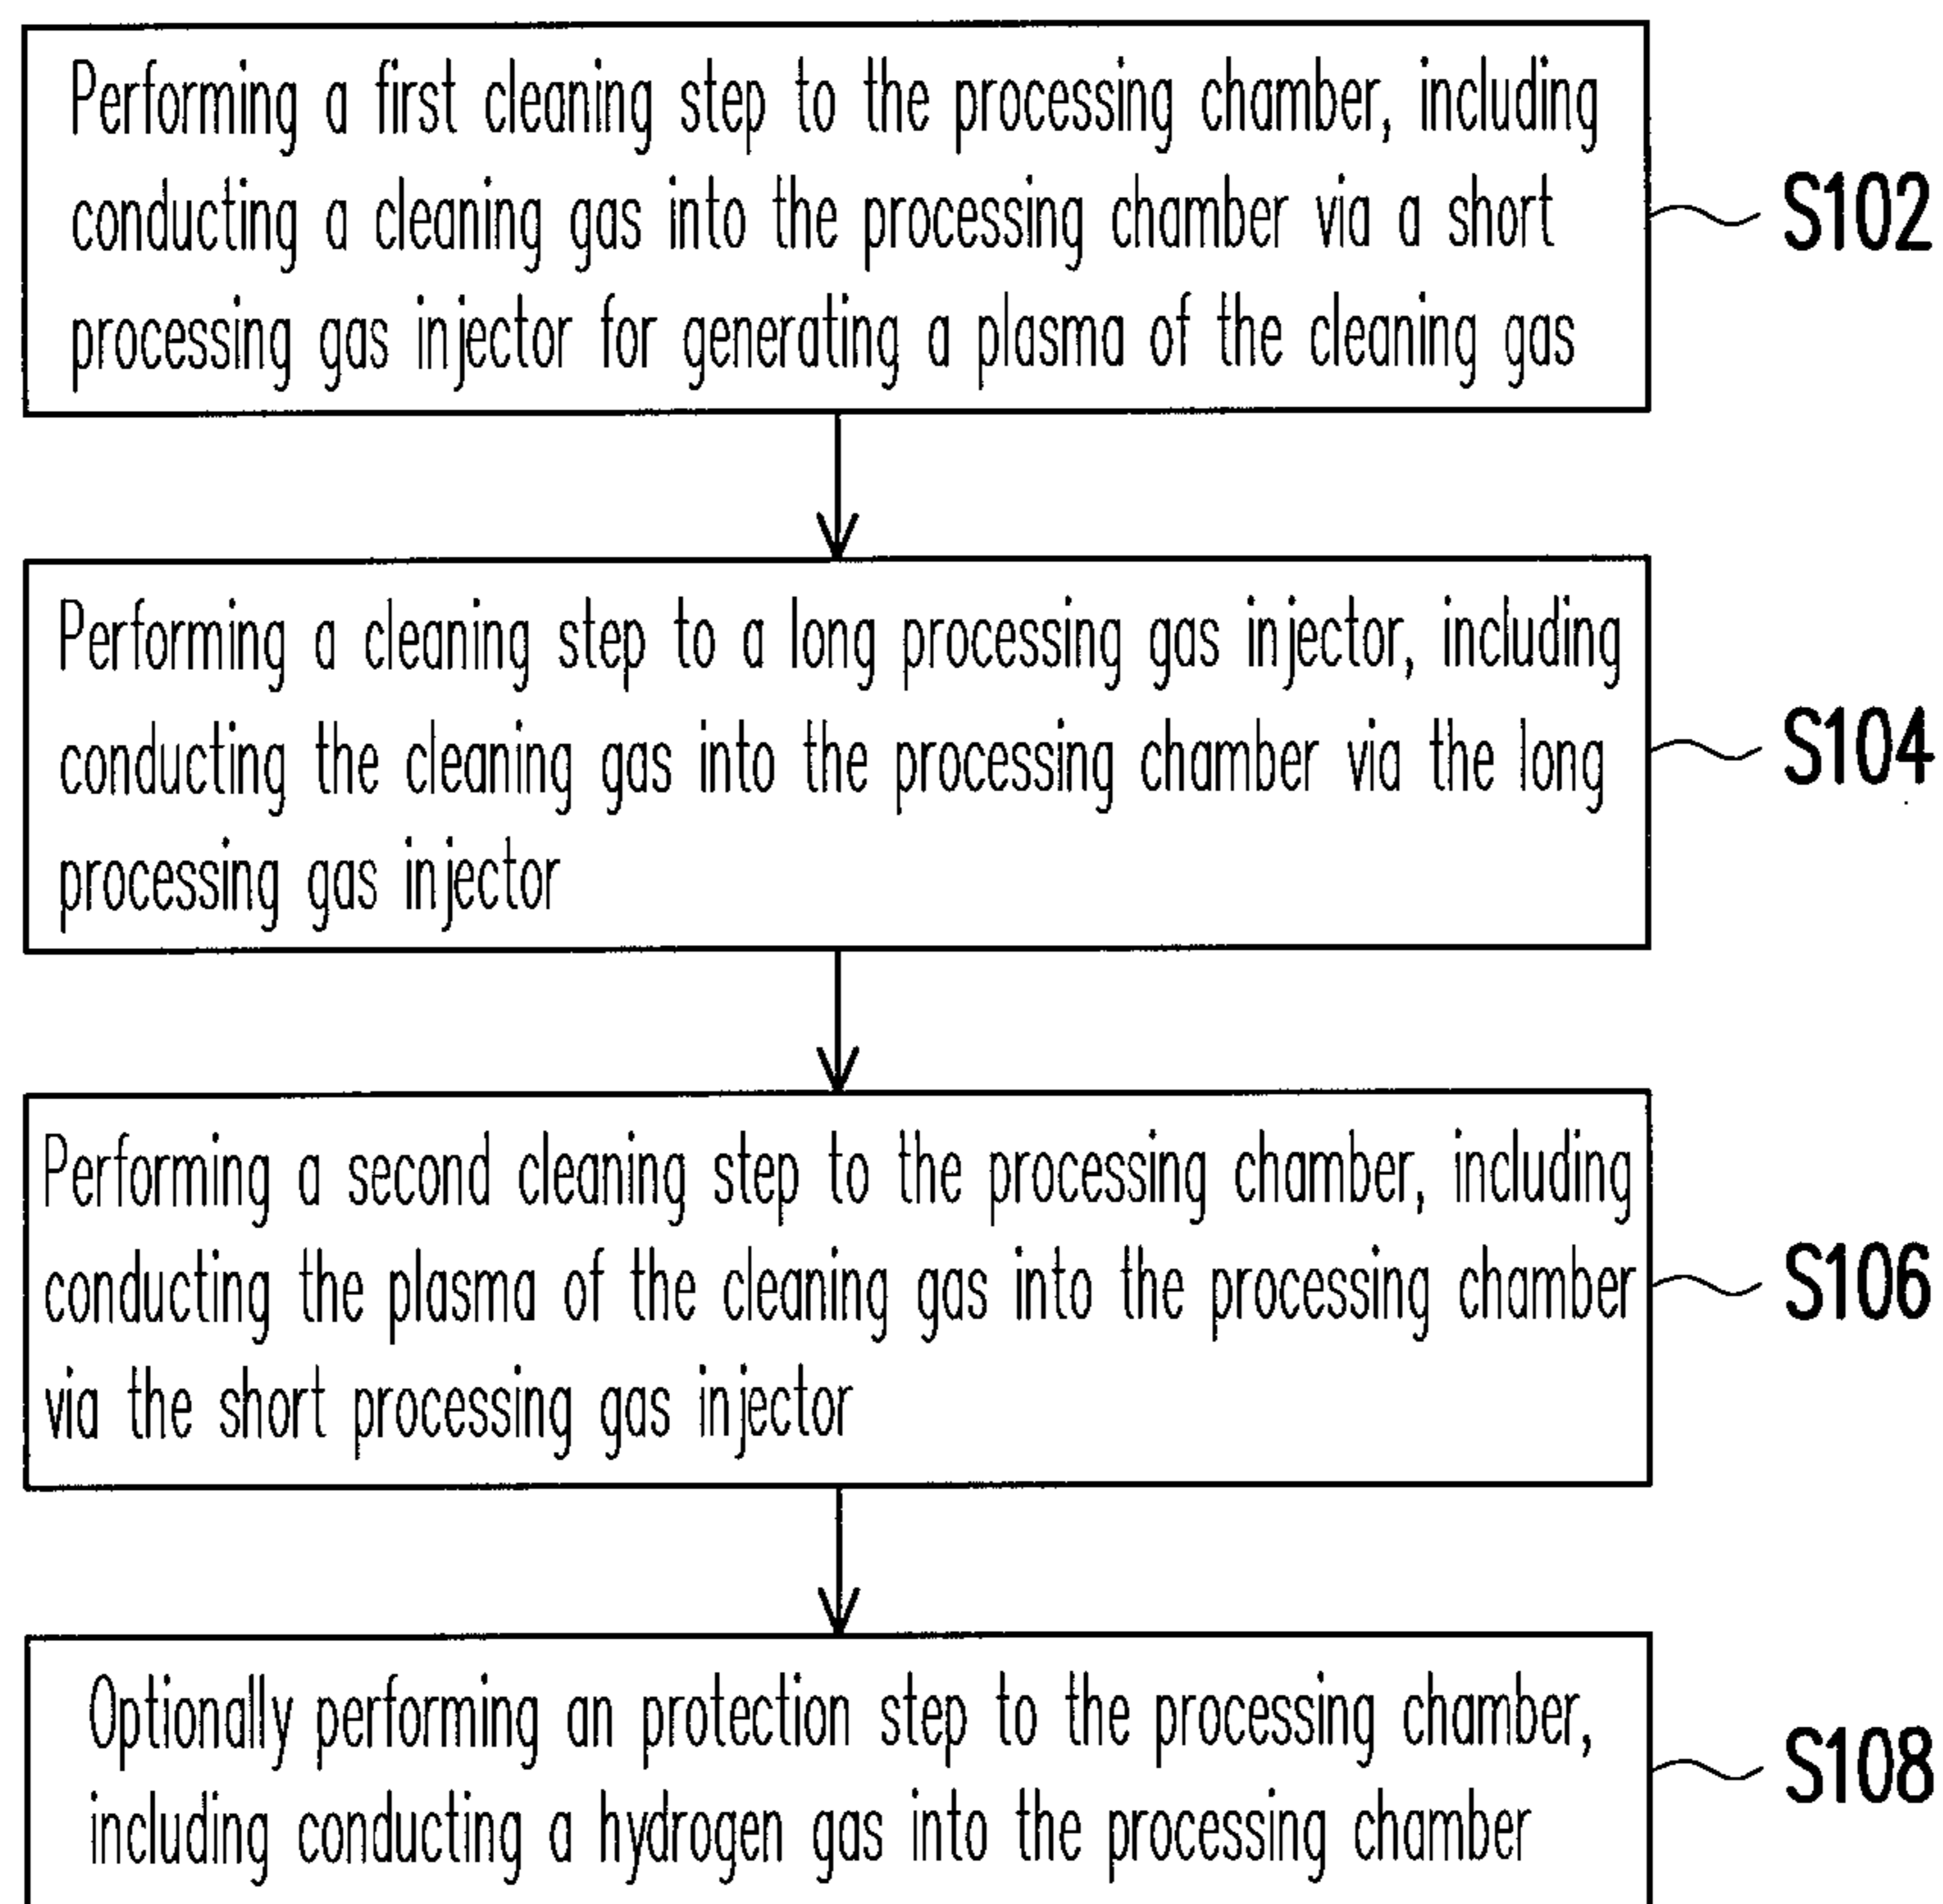 Performing a first cleaning step to the processing chamber, including
conducting a cleaning gas into the processing chamber via a short
processing gas injector for generating a plasma of the cleaning gas
S102
Performing a cleaning step to a long processing gas injector, including
conducting the cleaning gas into the processing chamber via the long
processing gas injector
S104
Performing a second cleaning step to the processing chamber, including
conducting the plasma of the cleaning gas into the processing chamber
via the short processing gas injector
S106
Optionally performing an protection step to the processing chamber,
including conducting a hydrogen gas into the processing chamber
S108